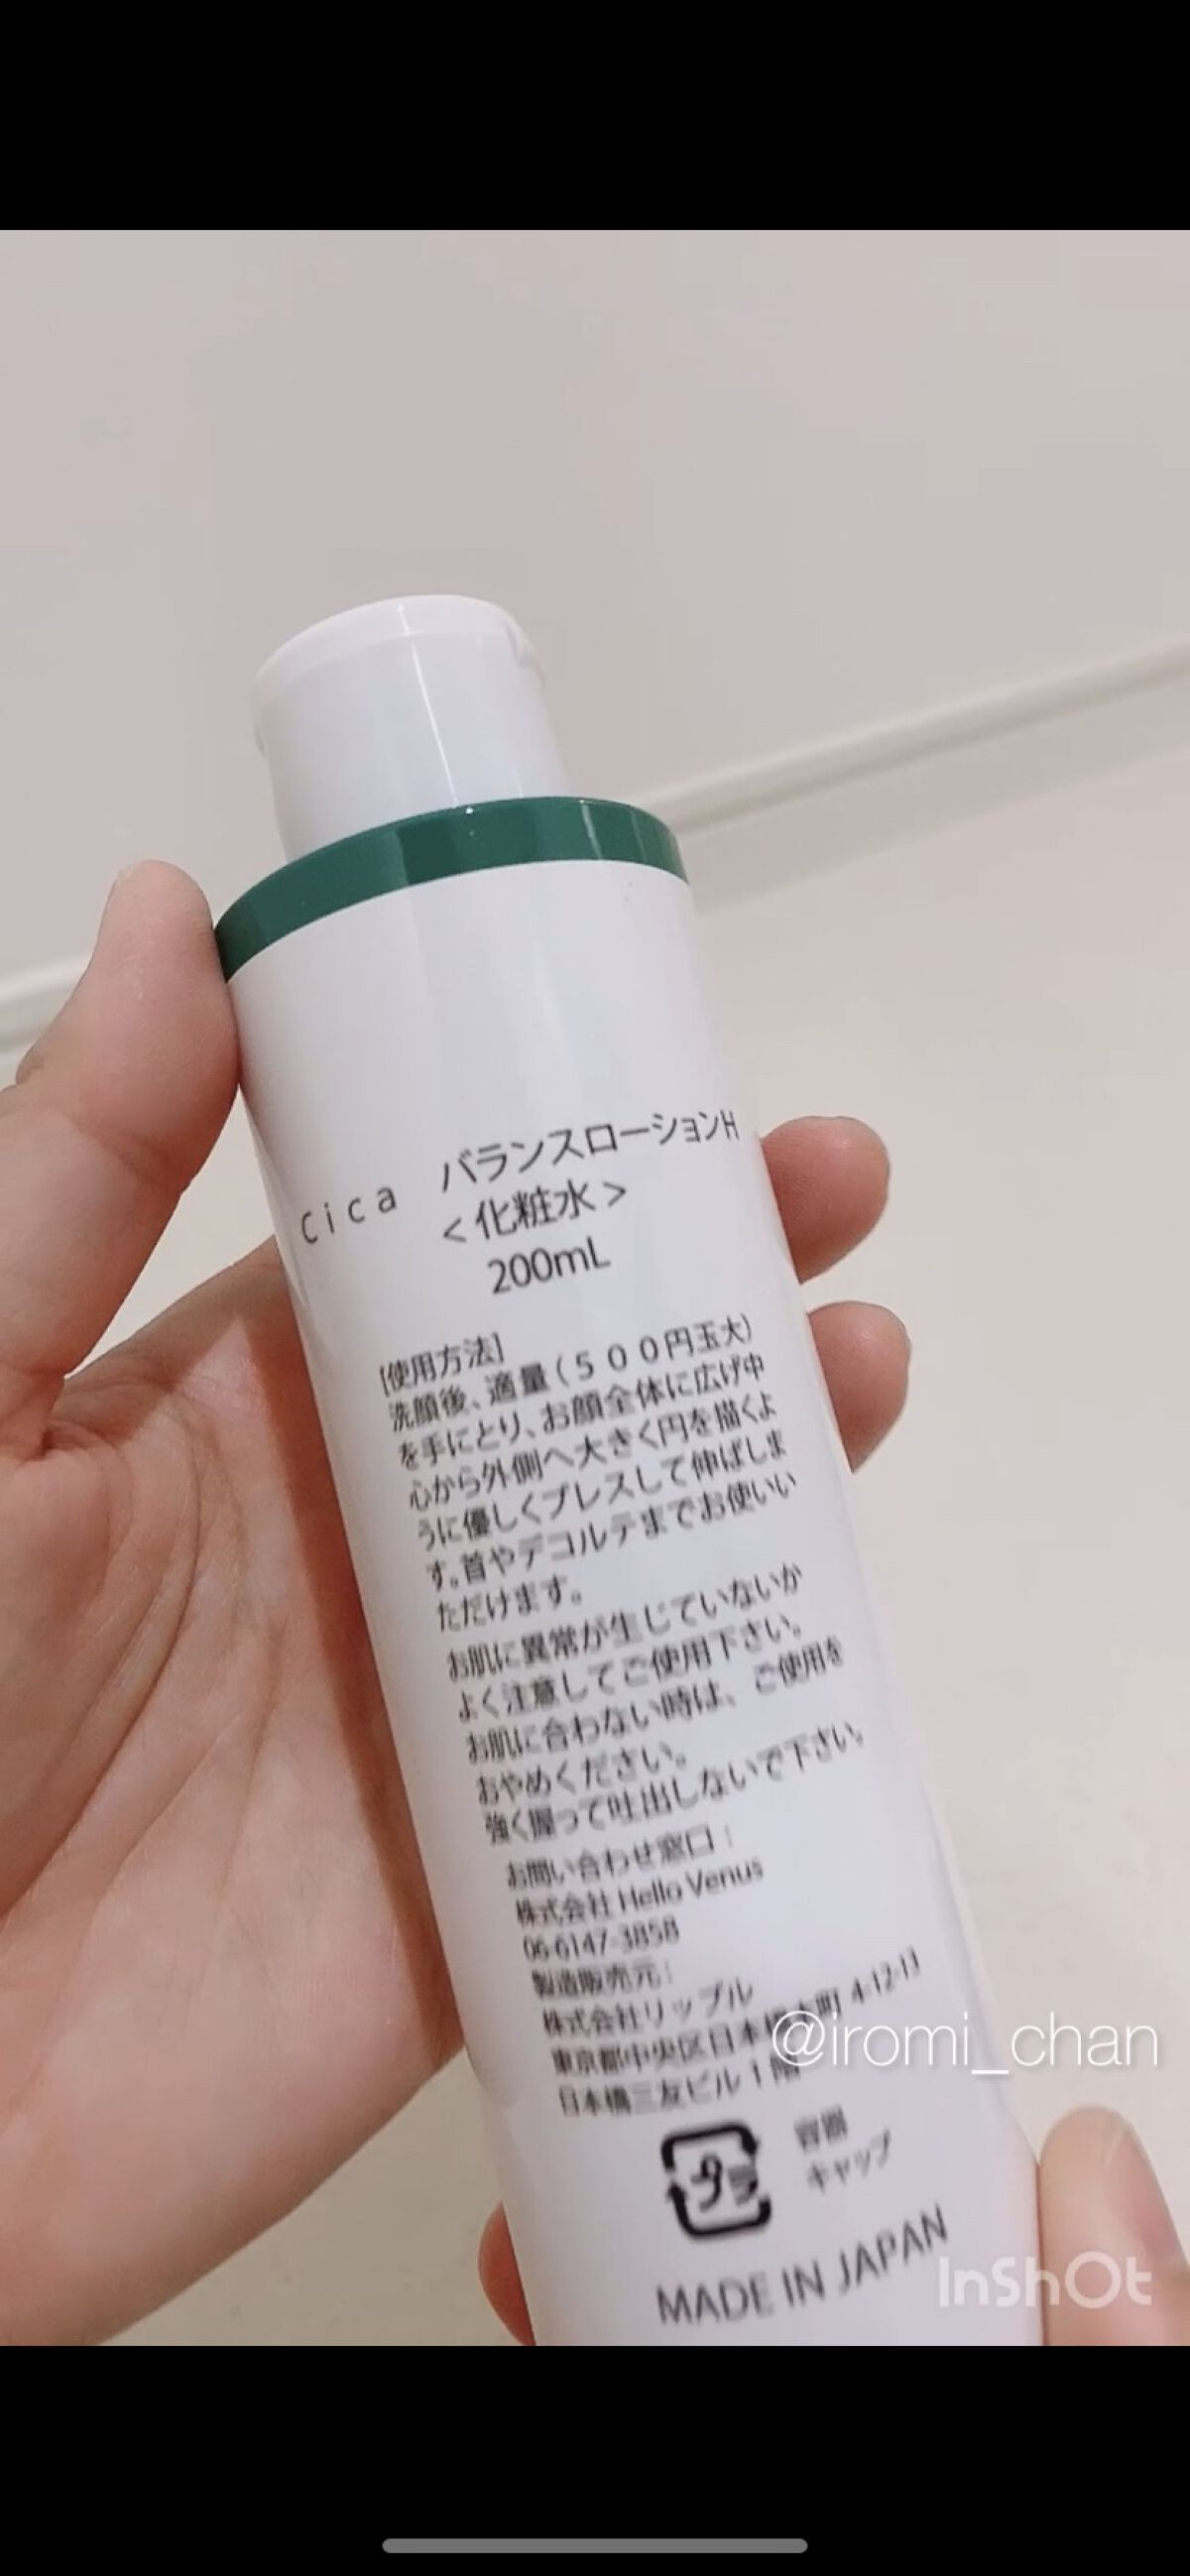 Cica バランスローションH
<化粧水>
200mL
[使用方法]
洗顔後、適量(500円玉大)
を手にとり、お顔全体に広げ中
心から外側へ大きく円を描くよ
うに優しくプレスして伸ばしま
す。首やデコルテまでお使いい
ただけます。
お肌に異常が生じていないか
よく注意してご使用下さい。
お肌に合わない時は、ご使用を
おやめください。
強く握って吐出しないで下さい。
お問い合わせ窓口:
株式会社 Hello Venus
06-6147-3858
製造販売元:
株式会社リップル
東京都中央区日本橋本町 4-12-11
日本橋三友ビル 1階
@iromi_chan
プラ
容器
キャップ
MADE IN JAPAN
InShOt